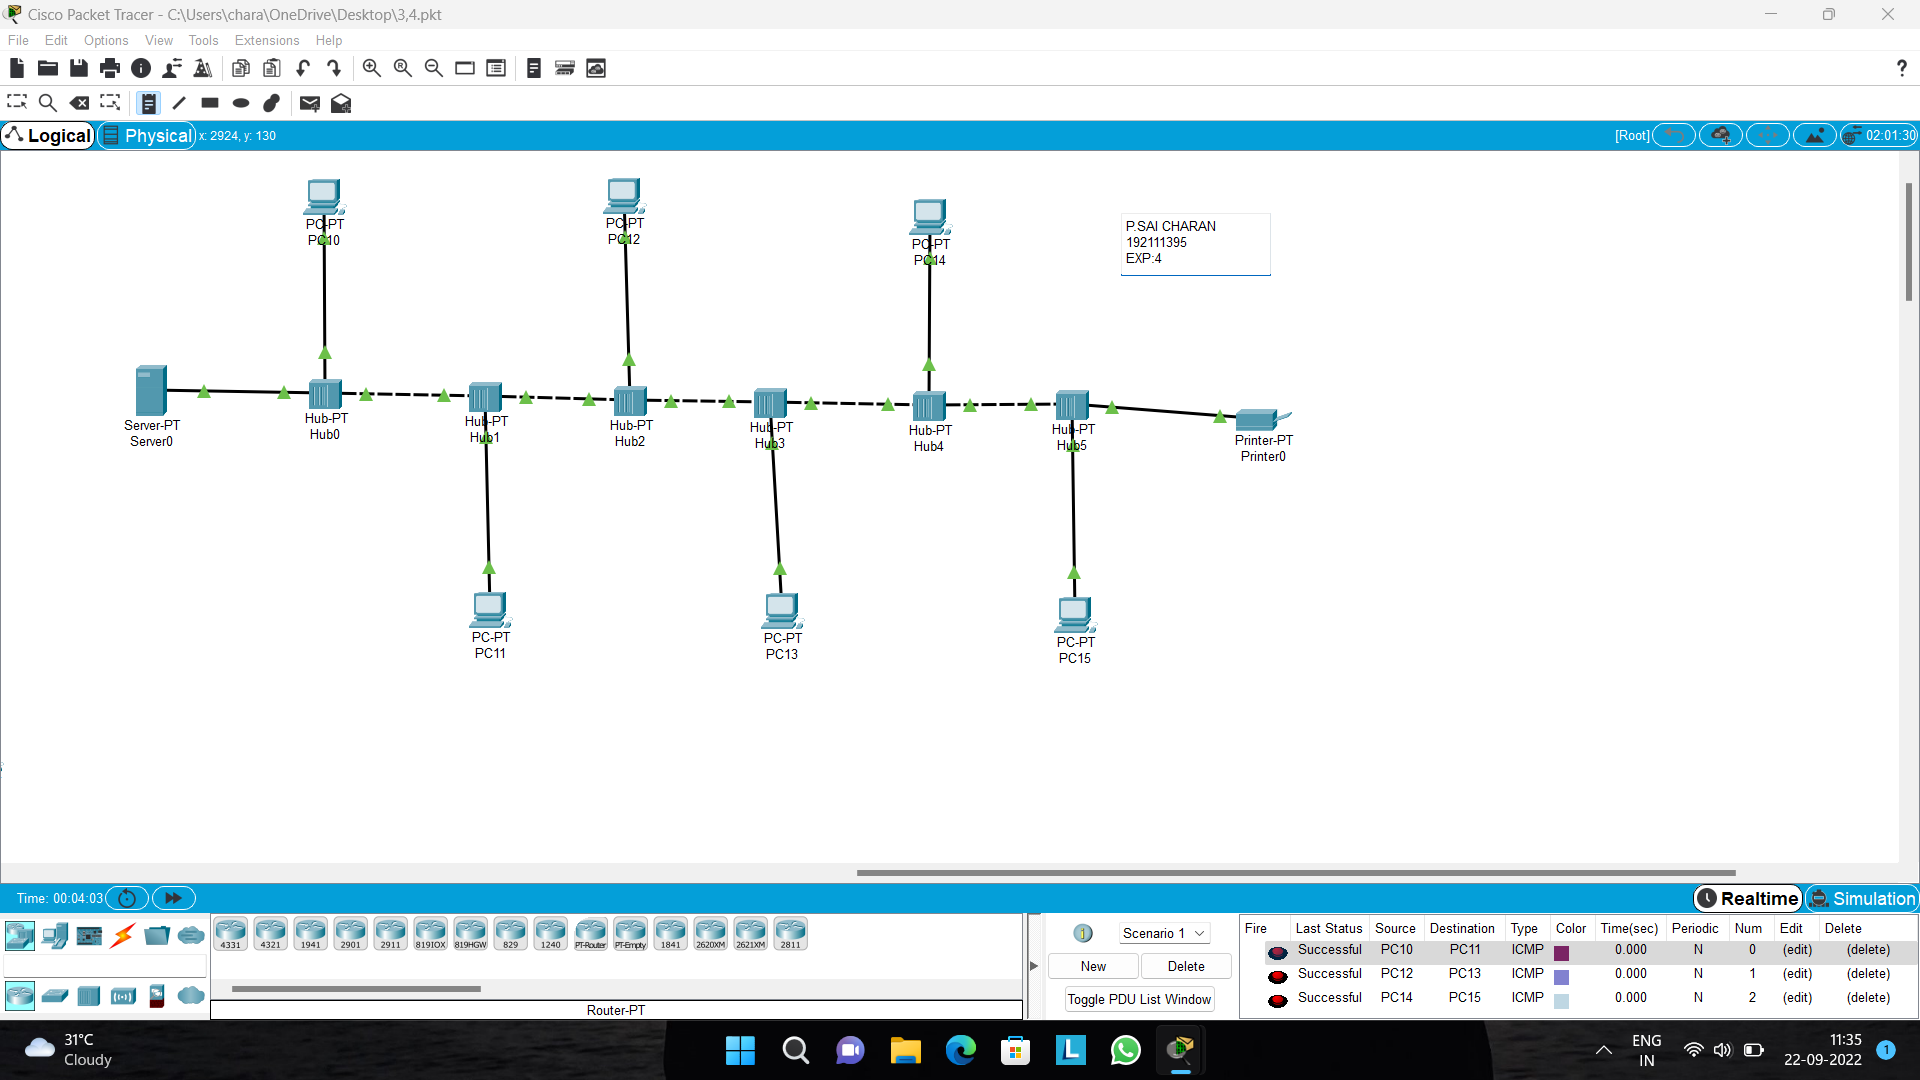 Cisco Packet Tracer - C:\Users\chara\OneDrive\Desktop\3,4.pkt
File Edit Options View Tools Extensions Help
?
Logical Physical x: 2924, y: 130 [Root] 02:01:30
PC-PT
PC10
PC-PT
PC12
PC-PT
PC14
P.SAI CHARAN
192111395
EXP:4
Server-PT
Server0
Hub-PT
Hub0
Hub-PT
Hub1
Hub-PT
Hub2
Hub-PT
Hub3
Hub-PT
Hub4
Hub-PT
Hub5
Printer-PT
Printer0
PC-PT
PC11
PC-PT
PC13
PC-PT
PC15
Time: 00:04:03 Realtime Simulation
4331 4321 1941 2901 2911 819IOX 819HGW 829 1240 PT-Router PT-Empty 1841 2620XM 2621XM 2811
Router-PT
Scenario 1
New Delete
Toggle PDU List Window
Fire Last Status Source Destination Type Color Time(sec) Periodic Num Edit Delete
Successful PC10 PC11 ICMP 0.000 N 0 (edit) (delete)
Successful PC12 PC13 ICMP 0.000 N 1 (edit) (delete)
Successful PC14 PC15 ICMP 0.000 N 2 (edit) (delete)
31°C
Cloudy
ENG
IN
11:35
22-09-2022
1